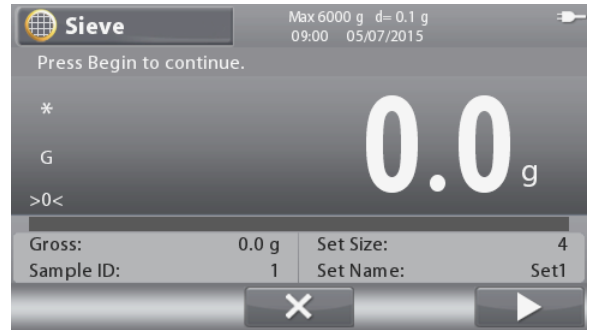 Sieve
Max 6000 g d= 0.1 g
09:00 05/07/2015
Press Begin to continue.
*
G
>0<
0.0 g
Gross: 0.0 g
Sample ID: 1
Set Size: 4
Set Name: Set1